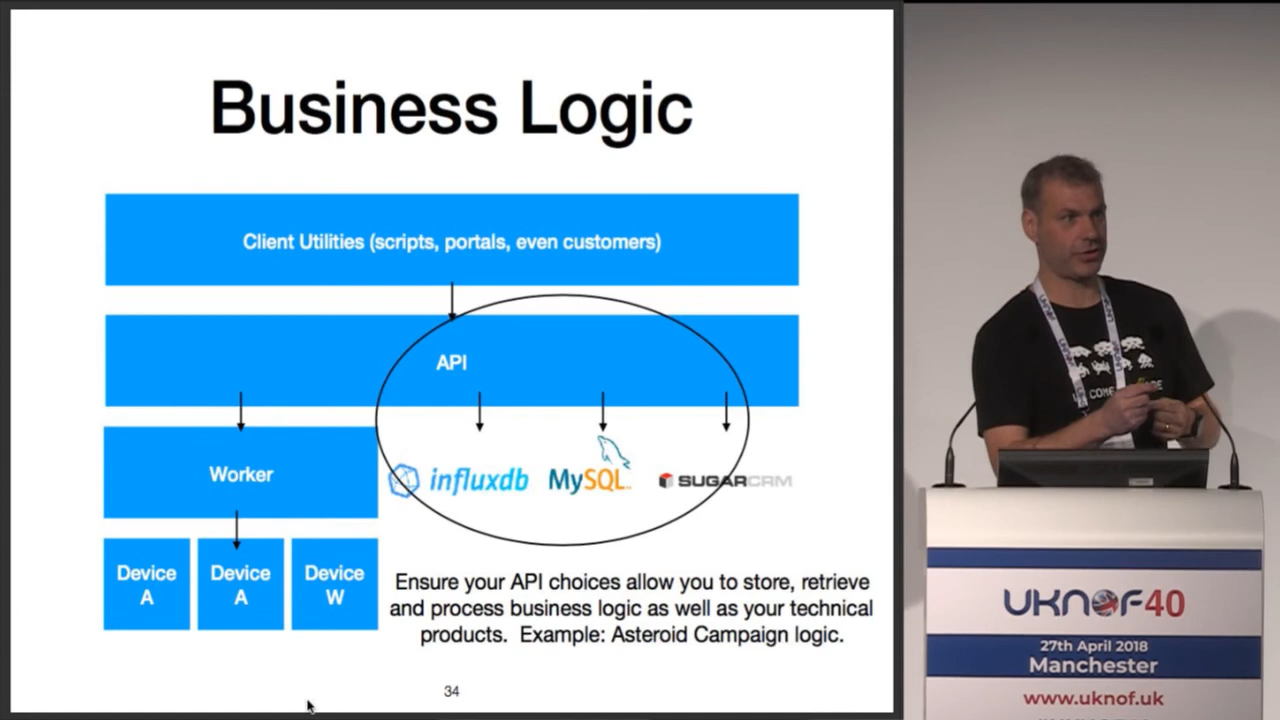 Business Logic
Client Utilities (scripts, portals, even customers)
API
Worker
influxdb
MySQL
SUGARCRM
Device
A
Device
A
Device
W
Ensure your API choices allow you to store, retrieve
and process business logic as well as your technical
products. Example: Asteroid Campaign logic.
34
UKNOF
COME
UKNOF40
27th April 2018
Manchester
www.uknof.uk